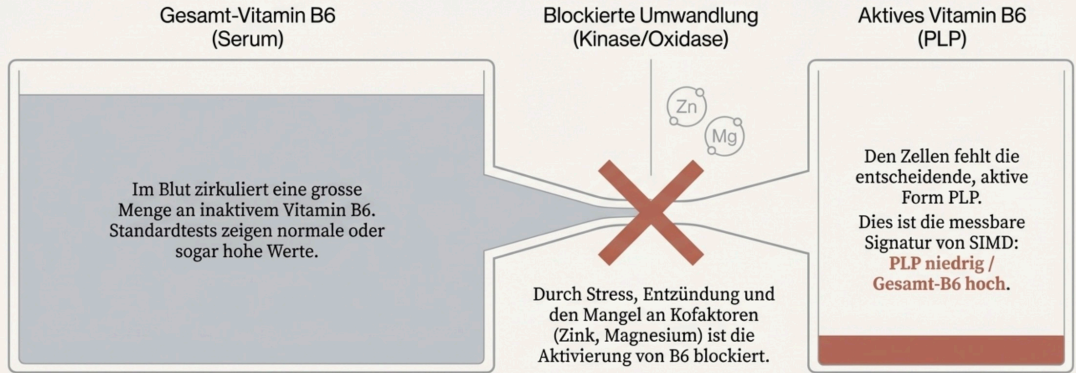 Gesamt-Vitamin B6
(Serum)
Im Blut zirkuliert eine grosse
Menge an inaktivem Vitamin B6.
Standardtests zeigen normale oder
sogar hohe Werte.
Blockierte Umwandlung
(Kinase/Oxidase)
Zn
Mg
Durch Stress, Entzündung und
den Mangel an Kofaktoren
(Zink, Magnesium) ist die
Aktivierung von B6 blockiert.
Aktives Vitamin B6
(PLP)
Den Zellen fehlt die
entscheidende, aktive
Form PLP.
Dies ist die messbare
Signatur von SIMD:
PLP niedrig /
Gesamt-B6 hoch.